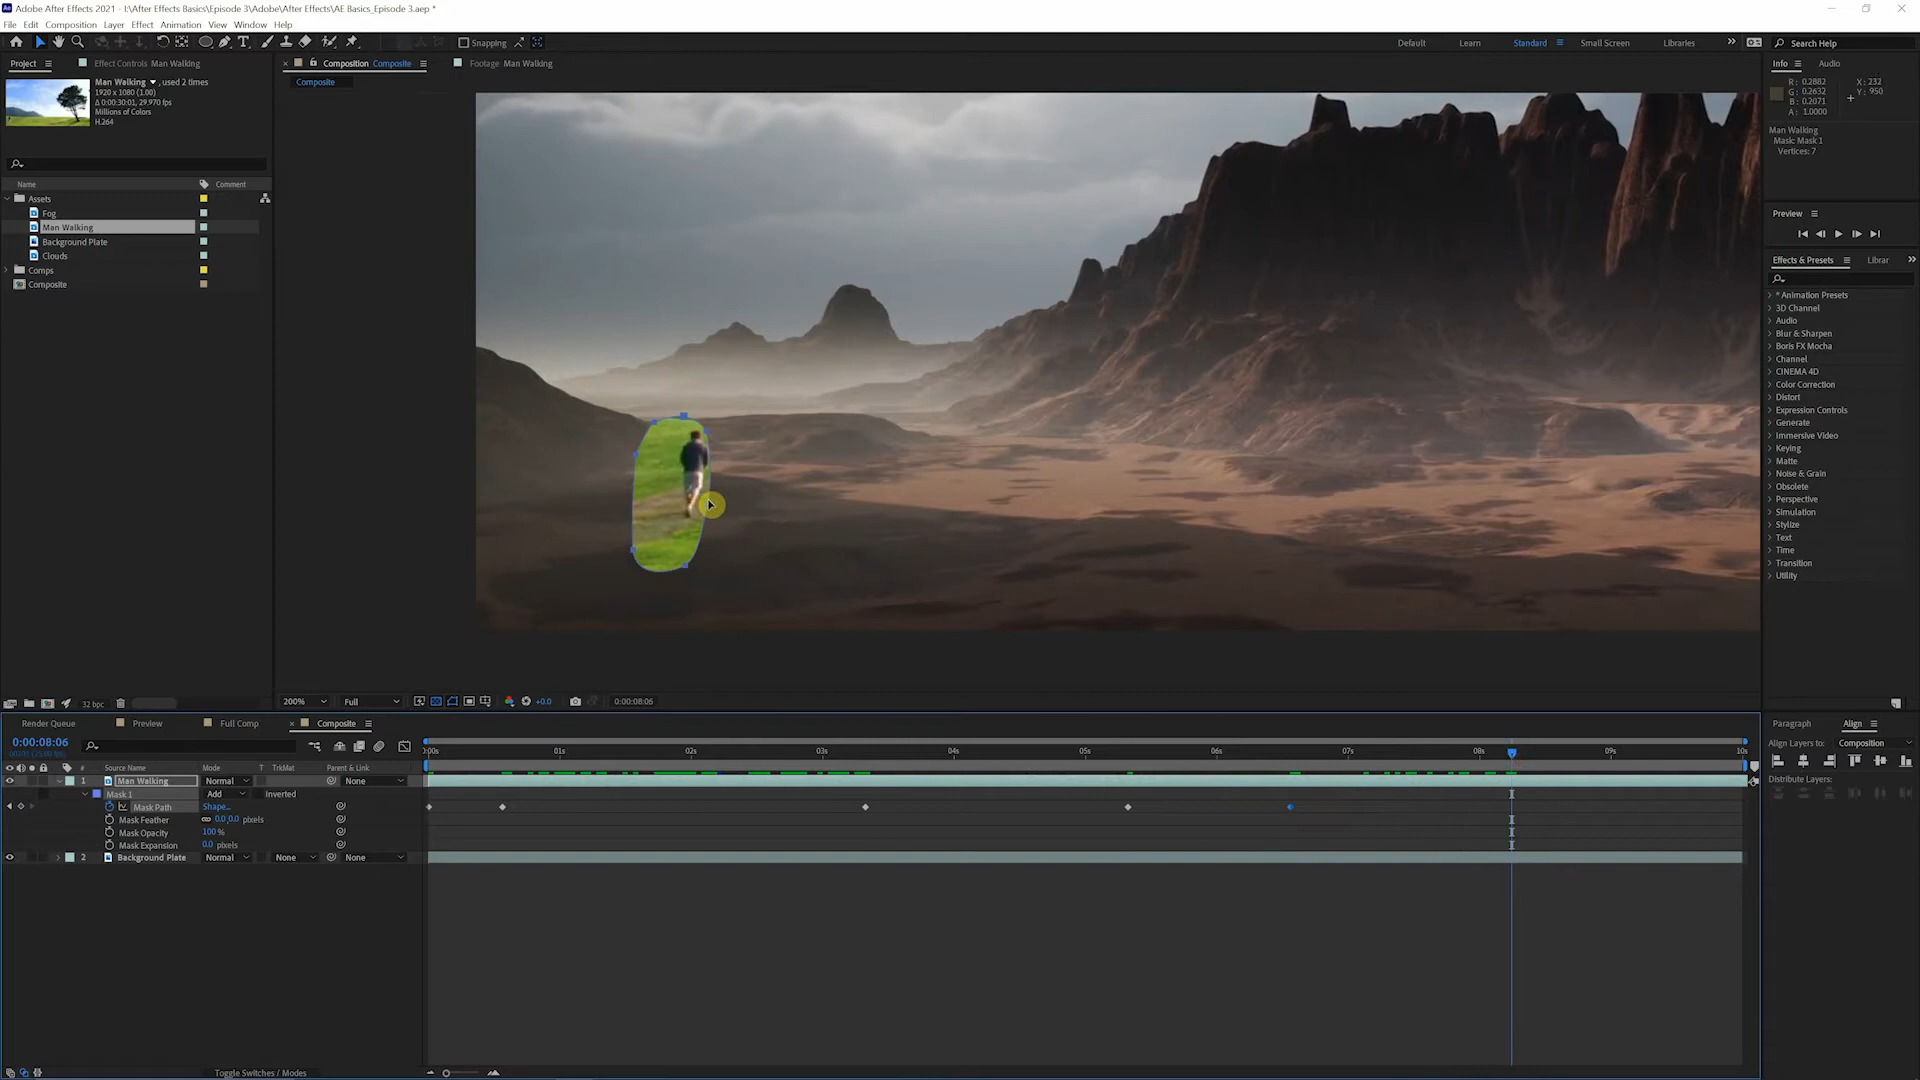 Adobe After Effects 2021 - I:\After Effects Basics\Episode 3\Adobe\After Effects\AE Basics_Episode 3.aep *
File Edit Composition Layer Effect Animation View Window Help
Snapping
Default Learn Standard Small Screen Libraries Search Help
Project Effect Controls Man Walking
Composition Composite Footage Man Walking
Info Audio
Man Walking , used 2 times
1920 x 1080 (1.00)
Δ 0:00:30:01, 29.970 fps
Millions of Colors
H.264
Composite
R: 0.2882
G: 0.2632
B: 0.2071
A: 1.0000
X: 232
Y: 950
Man Walking
Mask: Mask 1
Vertices: 7
Name Comment
Assets
Fog
Man Walking
Background Plate
Clouds
Comps
Composite
Preview
Effects & Presets Librar
* Animation Presets
3D Channel
Audio
Blur & Sharpen
Boris FX Mocha
Channel
CINEMA 4D
Color Correction
Distort
Expression Controls
Generate
Immersive Video
Keying
Matte
Noise & Grain
Obsolete
Perspective
Simulation
Stylize
Text
Time
Transition
Utility
32 bpc
200% Full +0.0 0:00:08:06
Render Queue Preview Full Comp Composite
0:00:08:06
:00s 01s 02s 03s 04s 05s 06s 07s 08s 09s 10s
# Source Name Mode T TrkMat Parent & Link
1 Man Walking Normal None
Mask 1 Add Inverted
Mask Path Shape...
Mask Feather 0.0,0.0 pixels
Mask Opacity 100 %
Mask Expansion 0.0 pixels
2 Background Plate Normal None None
Toggle Switches / Modes
Paragraph Align
Align Layers to: Composition
Distribute Layers: